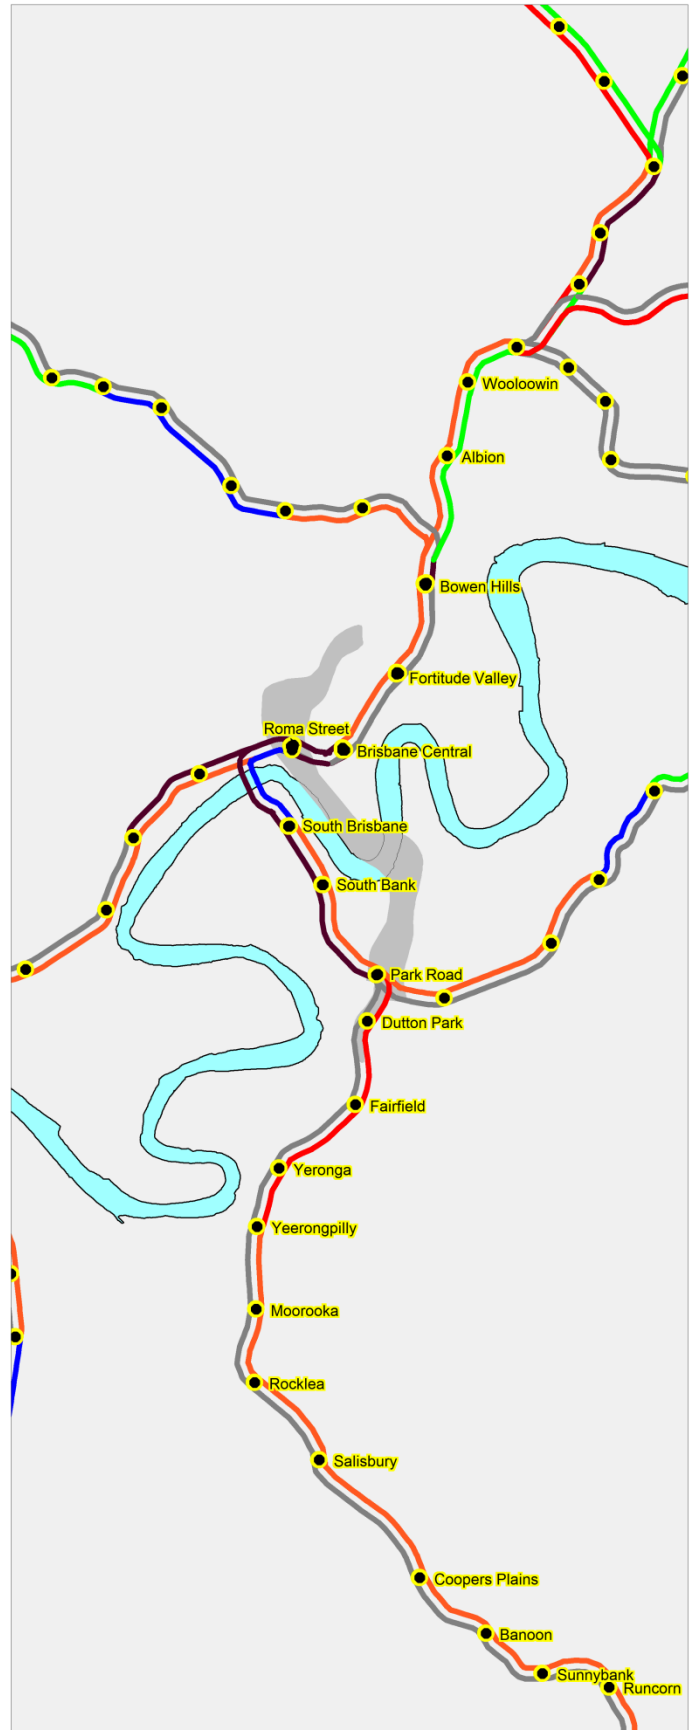 Wooloowin
Albion
Bowen Hills
Fortitude Valley
Roma Street
Brisbane Central
South Brisbane
South Bank
Park Road
Dutton Park
Fairfield
Yeronga
Yeerongpilly
Moorooka
Rocklea
Salisbury
Coopers Plains
Banoon
Sunnybank
Runcorn